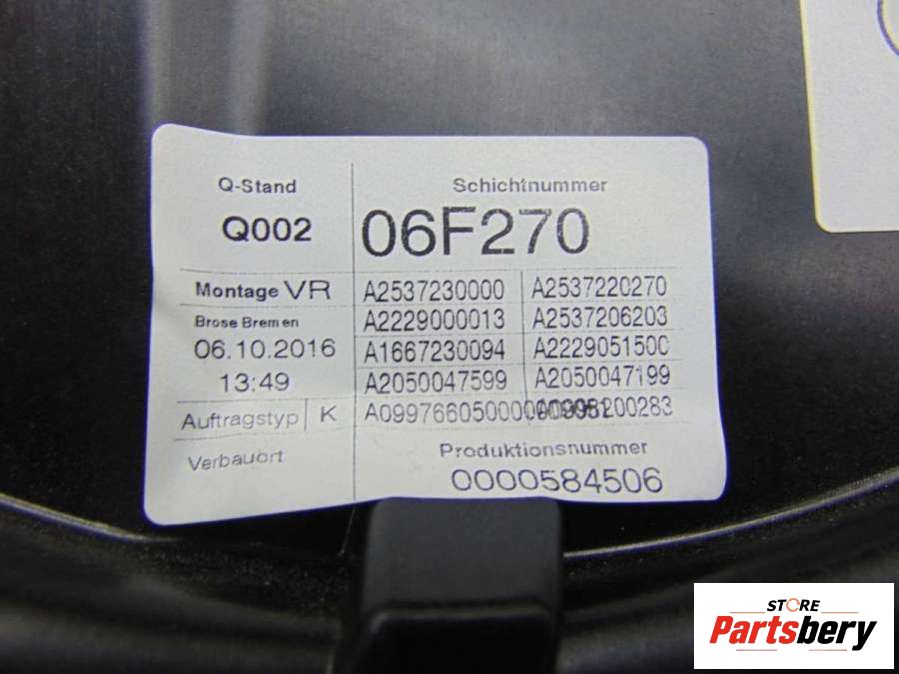 Q-Stand
Schichtnummer
Q002
06F270
Montage VR
A2537230000 A2537220270
Brose Bremen
A2229000013 A2537206203
06.10.2016
A1667230094 A2229051500
13:49
A2050047599 A2050047199
Auftragstyp K
Verbauort
Produktionsnummer
0000584506
STORE
Partsbery